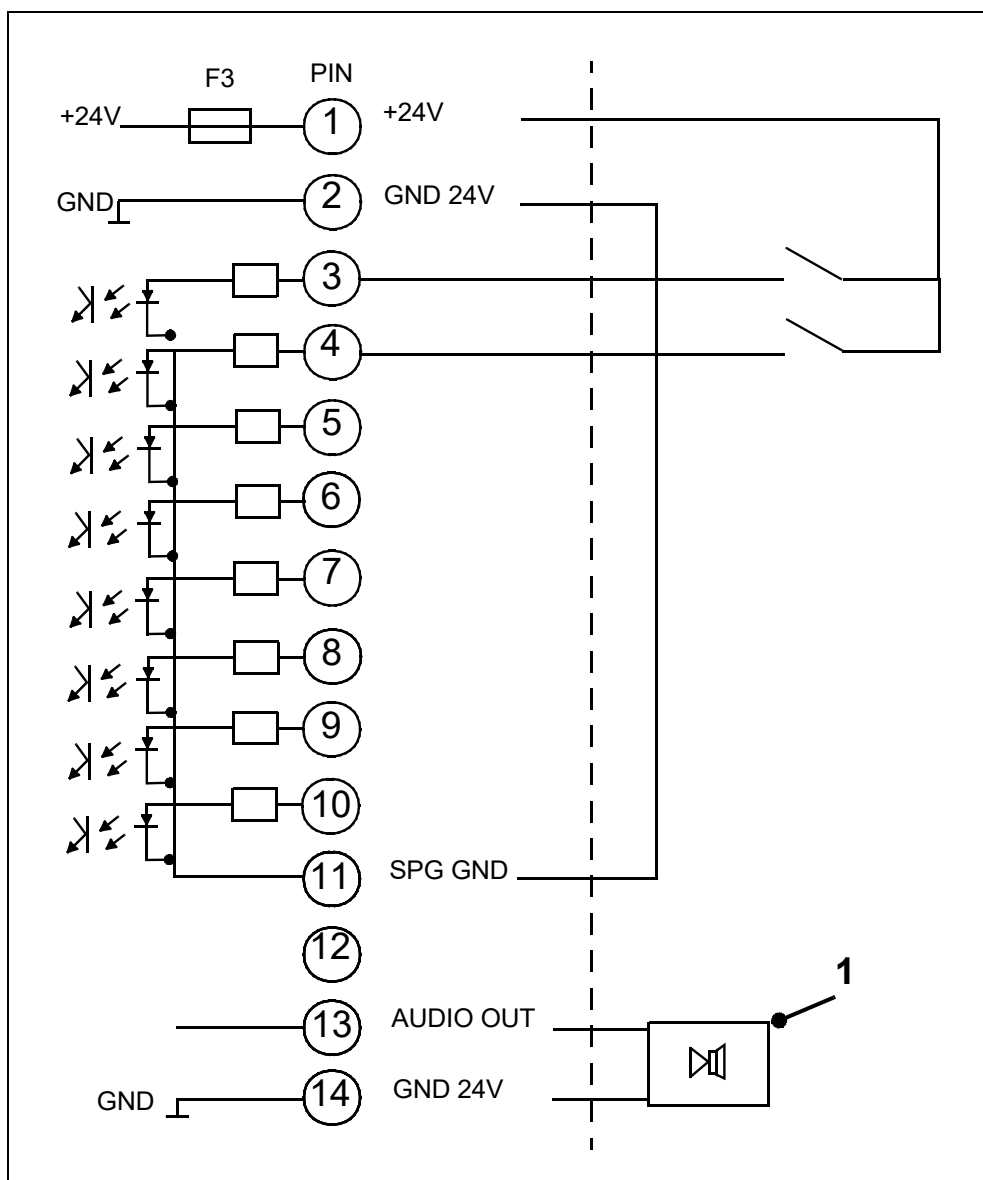 F3 PIN
+24V 1 +24V
GND 2 GND 24V
3
4
5
6
7
8
9
10
11 SPG GND
12
1
13 AUDIO OUT
14 GND 24V
GND